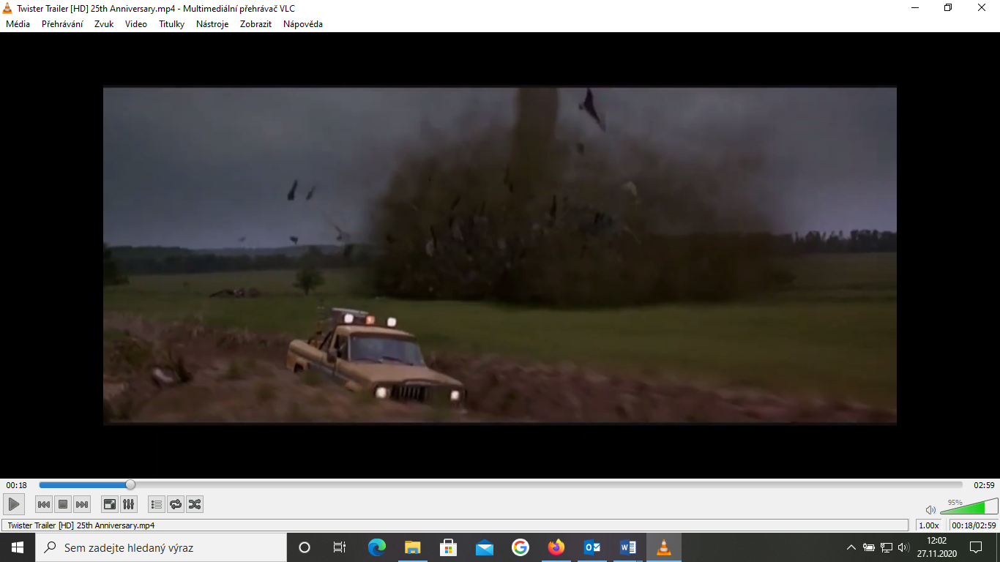 Twister Trailer [HD] 25th Anniversary.mp4 - Multimediální přehrávač VLC
Média Přehrávání Zvuk Video Titulky Nástroje Zobrazit Nápověda
00:18 02:59
95%
Twister Trailer [HD] 25th Anniversary.mp4 1.00x 00:18/02:59
Sem zadejte hledaný výraz
12:02
27.11.2020